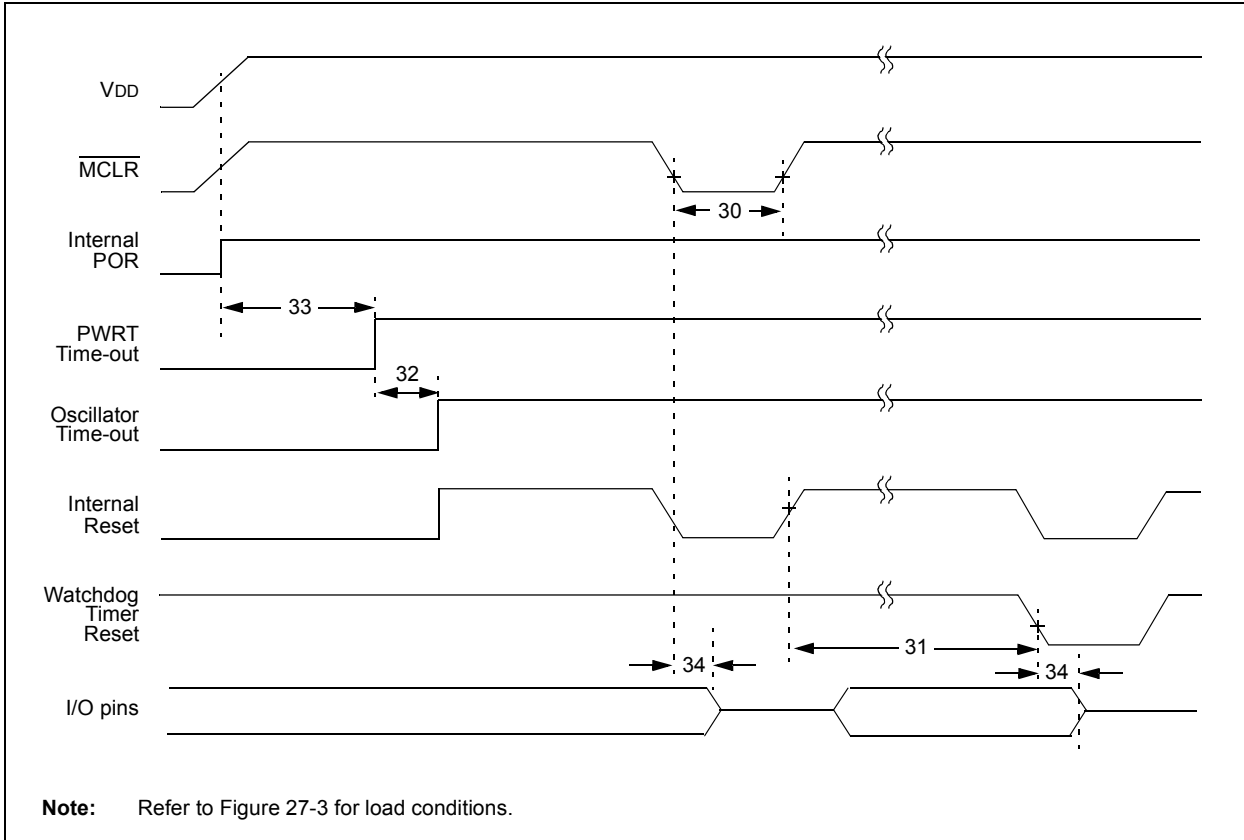 VDD
MCLR
30
Internal
POR
33
PWRT
Time-out
32
Oscillator
Time-out
Internal
Reset
Watchdog
Timer
Reset
31
34
34
I/O pins
Note: Refer to Figure 27-3 for load conditions.